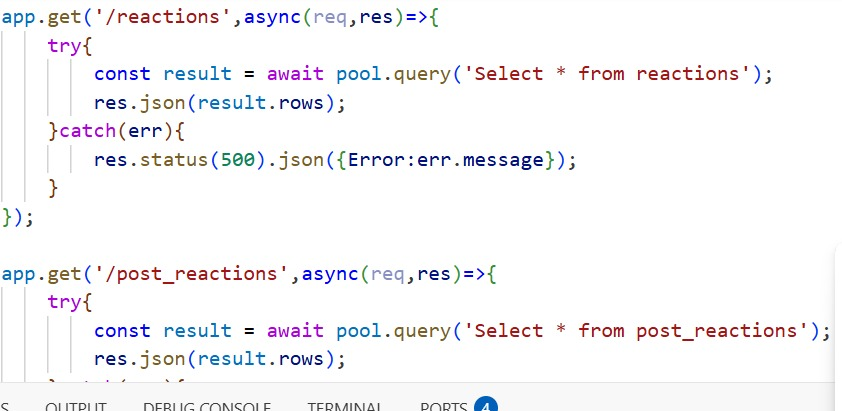 app.get('/reactions',async(req,res)=>{
try{
const result = await pool.query('Select * from reactions');
res.json(result.rows);
}catch(err){
res.status(500).json({Error:err.message});
}
});
app.get('/post_reactions',async(req,res)=>{
try{
const result = await pool.query('Select * from post_reactions');
res.json(result.rows);
}catch(err){
S OUTPUT DEBUG CONSOLE TERMINAL PORTS 4